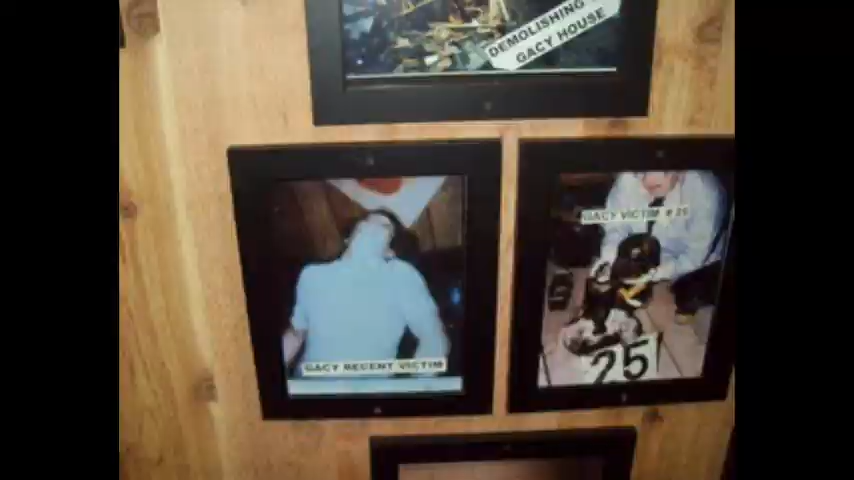 DEMOLISHING
GACY HOUSE
GACY RECENT VICTIM
GACY VICTIM # 25
25